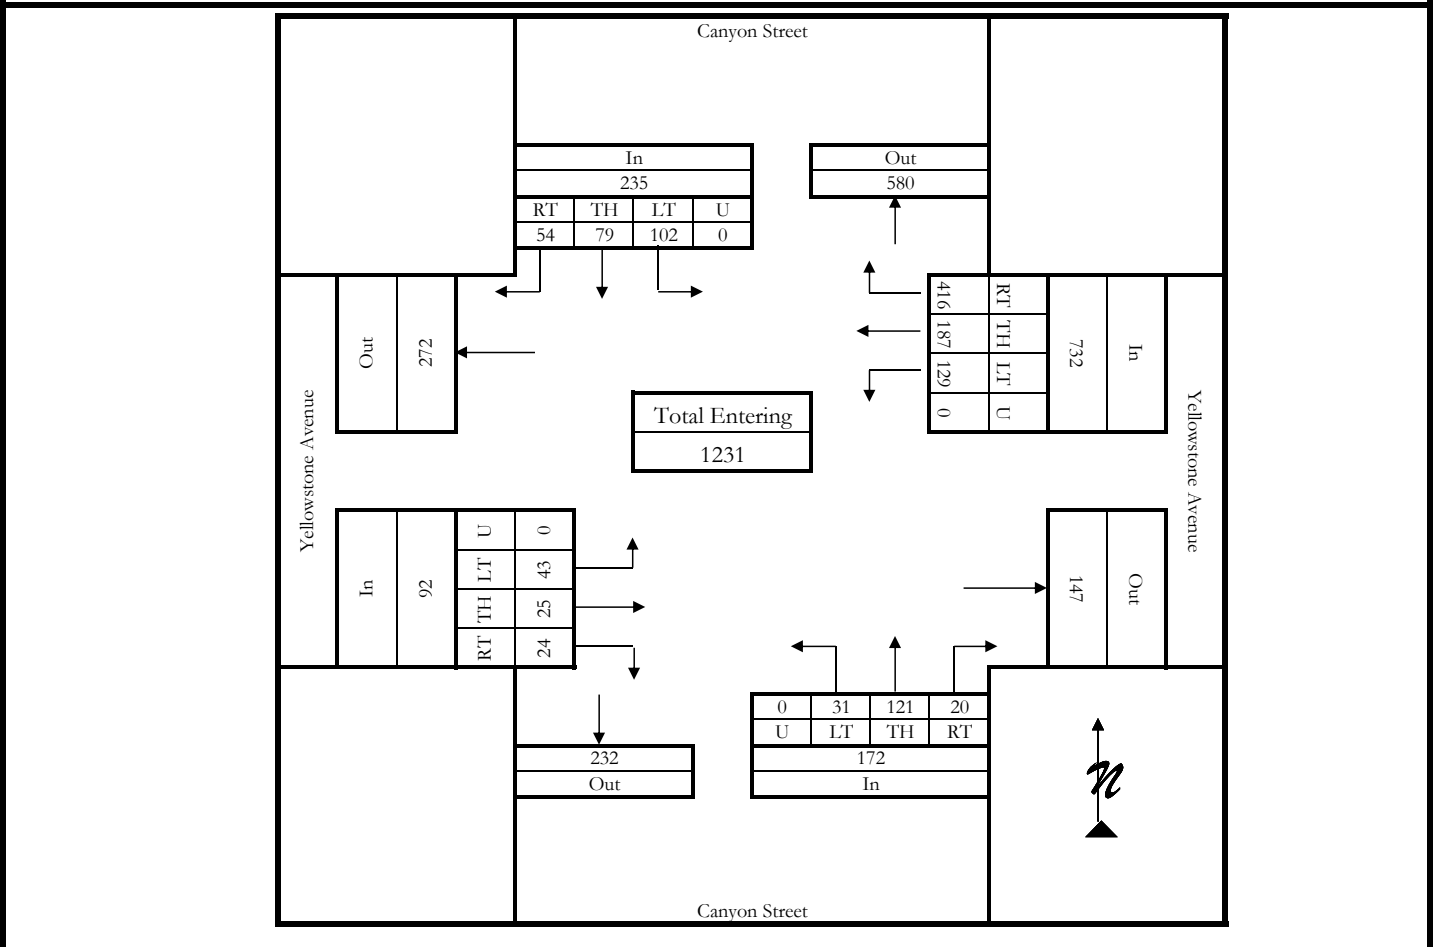 Canyon Street
In
235
RT TH LT U
54 79 102 0
Out
580
Out
272
416 RT
187 TH
129 LT
0 U
732
In
Yellowstone Avenue
Total Entering
1231
Yellowstone Avenue
In
92
U 0
LT 43
TH 25
RT 24
147
Out
0 31 121 20
U LT TH RT
172
In
232
Out
N
Canyon Street